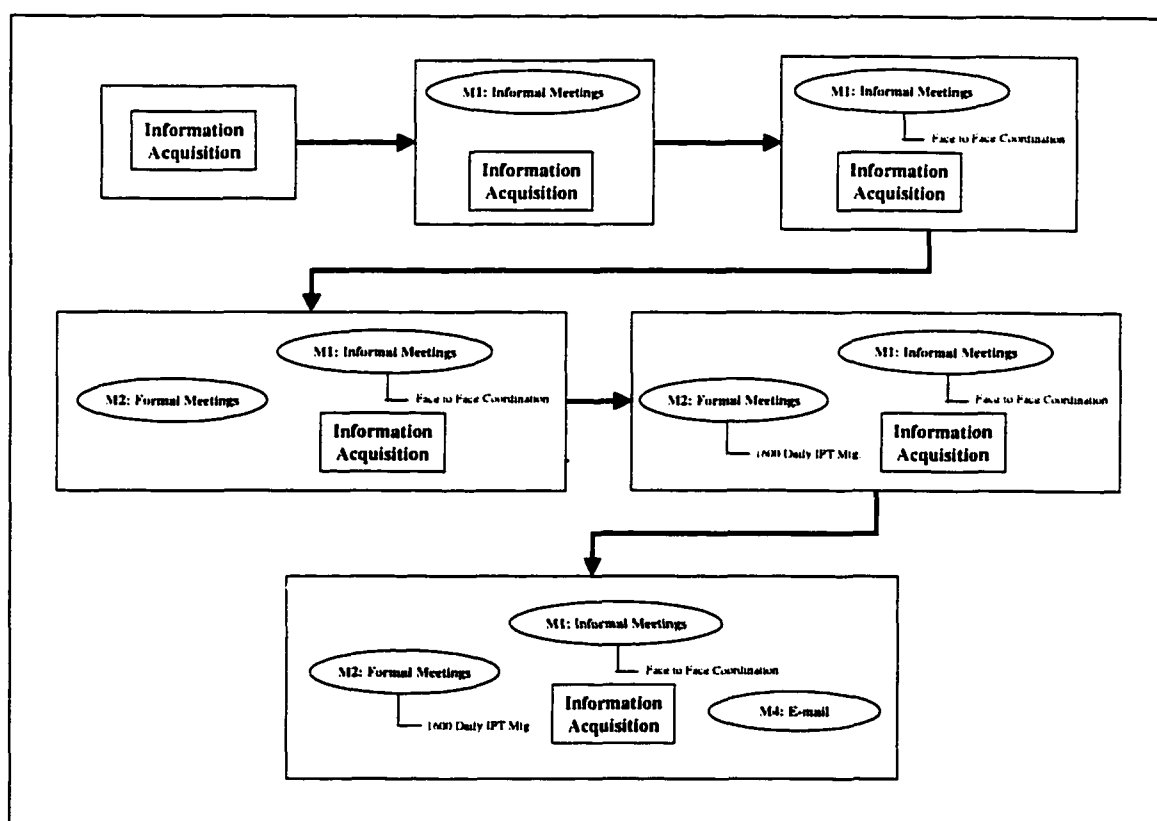 Information
Acquisition
M1: Informal Meetings
Information
Acquisition
M1: Informal Meetings
Face to Face Coordination
Information
Acquisition
M1: Informal Meetings
M2: Formal Meetings
Face to Face Coordination
Information
Acquisition
M1: Informal Meetings
M2: Formal Meetings
Face to Face Coordination
Information
Acquisition
1600 Daily IPT Mtg.
M1: Informal Meetings
M2: Formal Meetings
Face to Face Coordination
Information
Acquisition
M4: E-mail
1600 Daily IPT Mtg